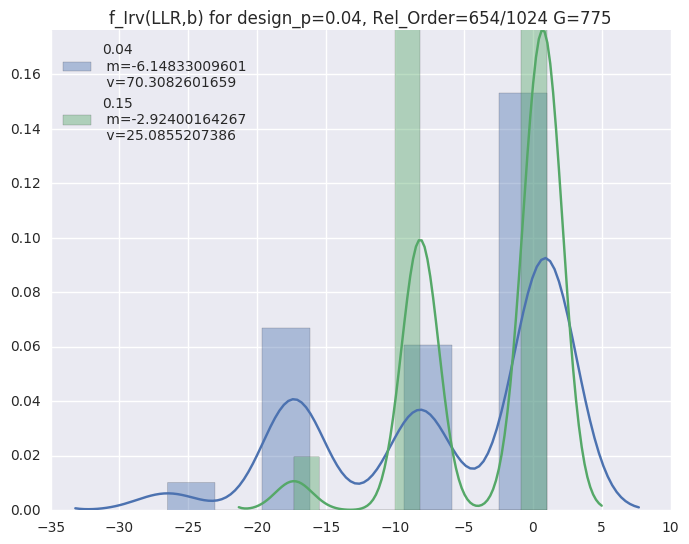 f_Irv(LLR,b) for design_p=0.04, Rel_Order=654/1024 G=775
0.04
m=-6.14833009601
v=70.3082601659
0.15
m=-2.92400164267
v=25.0855207386
0.16
0.14
0.12
0.10
0.08
0.06
0.04
0.02
0.00
−35 −30 −25 −20 −15 −10 −5 0 5 10